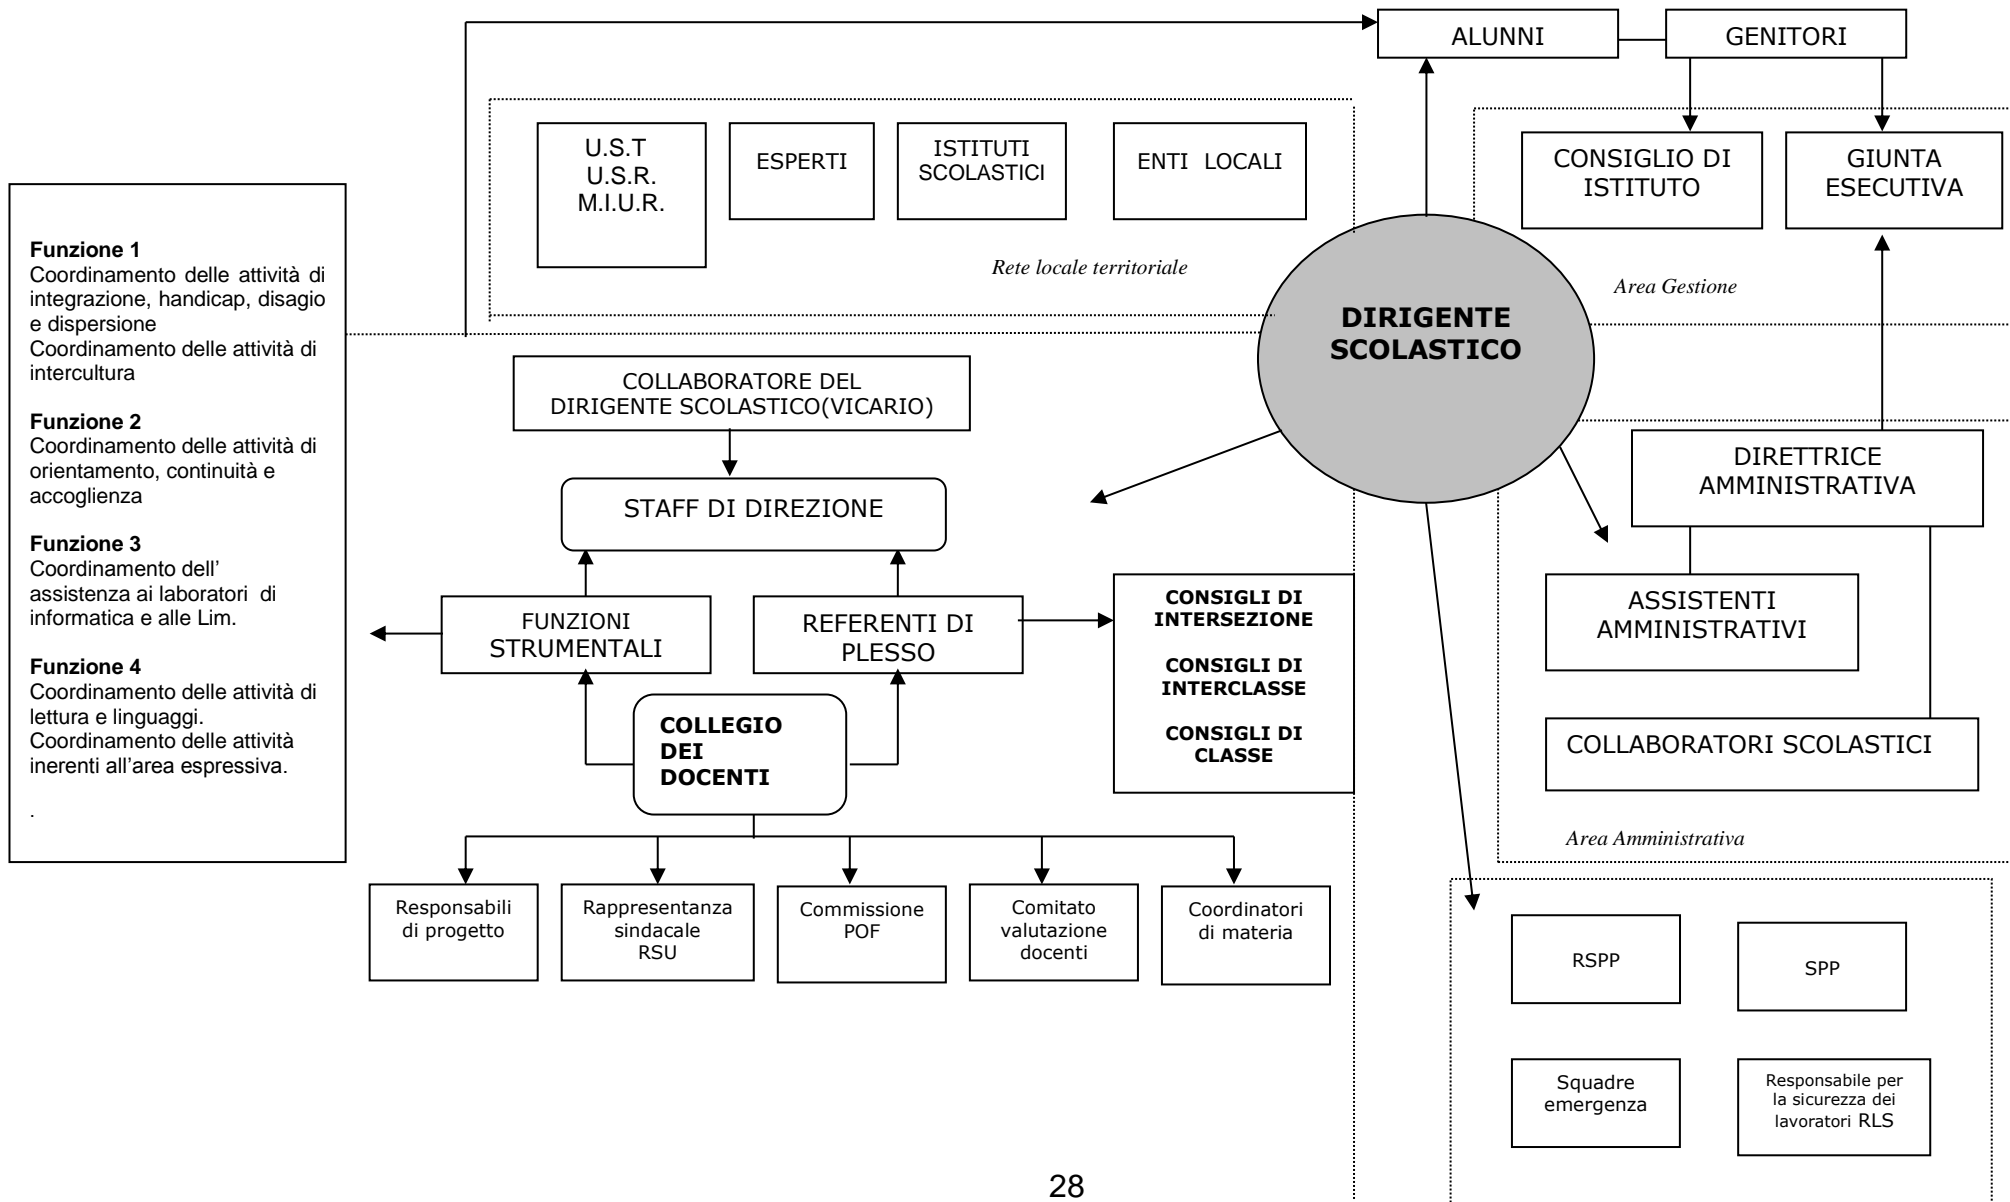 ALUNNI
GENITORI
U.S.T
U.S.R.
M.I.U.R.
ESPERTI
ISTITUTI
SCOLASTICI
ENTI LOCALI
Rete locale territoriale
CONSIGLIO DI
ISTITUTO
GIUNTA
ESECUTIVA
Area Gestione
DIRIGENTE
SCOLASTICO
Funzione 1
Coordinamento delle attività di
integrazione, handicap, disagio
e dispersione
Coordinamento delle attività di
intercultura
Funzione 2
Coordinamento delle attività di
orientamento, continuità e
accoglienza
Funzione 3
Coordinamento dell'
assistenza ai laboratori di
informatica e alle Lim.
Funzione 4
Coordinamento delle attività di
lettura e linguaggi.
Coordinamento delle attività
inerenti all'area espressiva.
.
COLLABORATORE DEL
DIRIGENTE SCOLASTICO(VICARIO)
STAFF DI DIREZIONE
FUNZIONI
STRUMENTALI
REFERENTI DI
PLESSO
CONSIGLI DI
INTERSEZIONE
CONSIGLI DI
INTERCLASSE
CONSIGLI DI
CLASSE
COLLEGIO
DEI
DOCENTI
Responsabili
di progetto
Rappresentanza
sindacale
RSU
Commissione
POF
Comitato
valutazione
docenti
Coordinatori
di materia
DIRETTRICE
AMMINISTRATIVA
ASSISTENTI
AMMINISTRATIVI
COLLABORATORI SCOLASTICI
Area Amministrativa
RSPP
SPP
Squadre
emergenza
Responsabile per
la sicurezza dei
lavoratori RLS
28